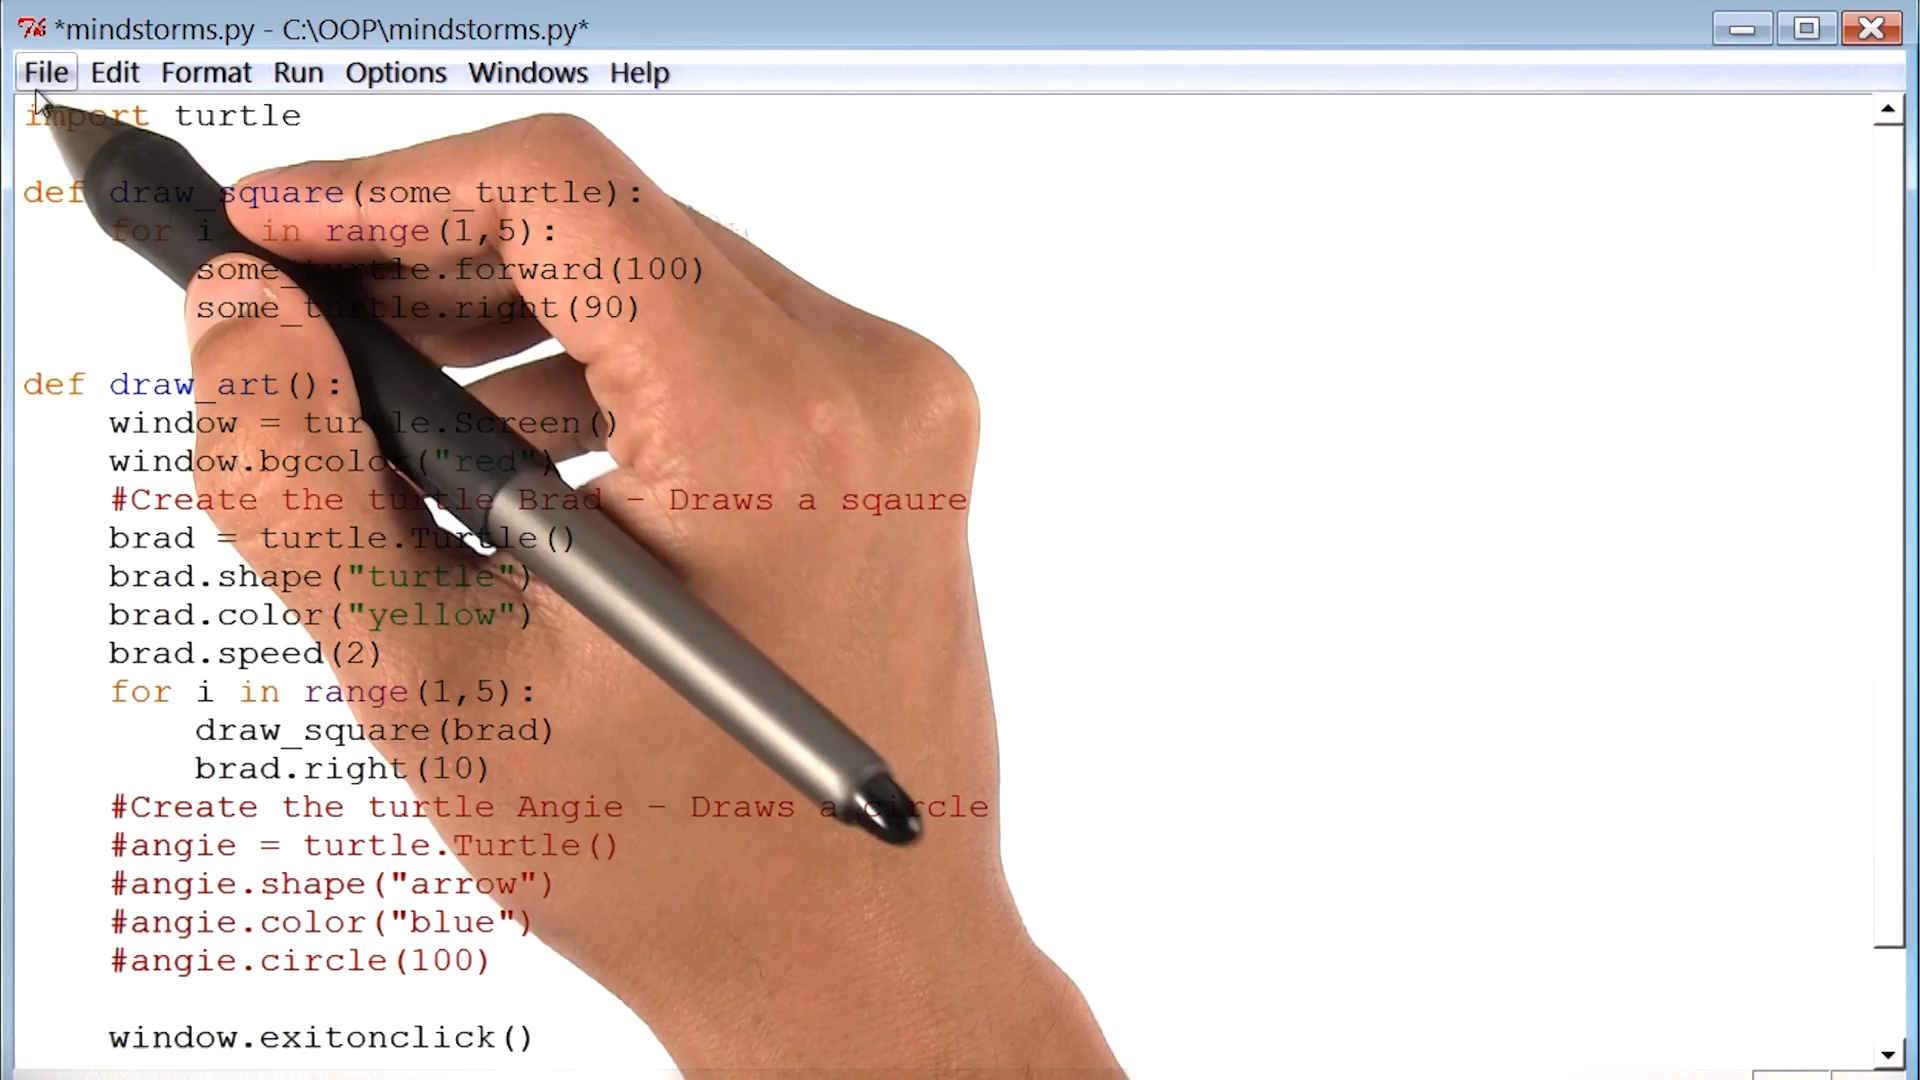 *mindstorms.py - C:\OOP\mindstorms.py*
File Edit Format Run Options Windows Help
import turtle
def draw_square(some_turtle):
for i in range(1,5):
some_turtle.forward(100)
some_turtle.right(90)
def draw_art():
window = turtle.Screen()
window.bgcolor("red")
#Create the turtle Brad - Draws a sqaure
brad = turtle.Turtle()
brad.shape("turtle")
brad.color("yellow")
brad.speed(2)
for i in range(1,5):
draw_square(brad)
brad.right(10)
#Create the turtle Angie - Draws a circle
#angie = turtle.Turtle()
#angie.shape("arrow")
#angie.color("blue")
#angie.circle(100)
window.exitonclick()